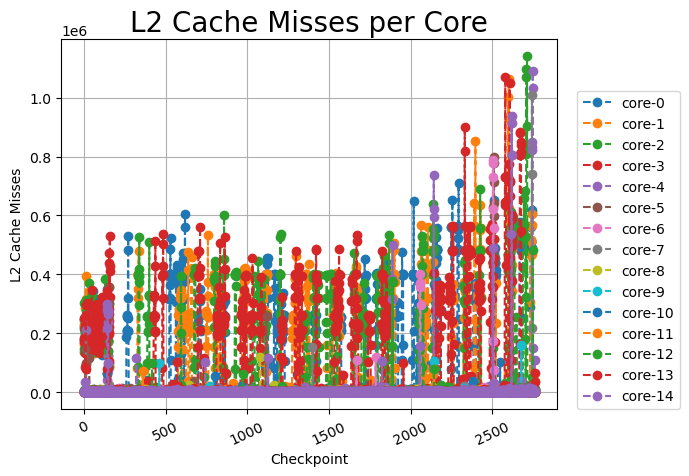 L2 Cache Misses per Core
1e6
L2 Cache Misses
1.0
0.8
0.6
0.4
0.2
0.0
0
500
1000
1500
2000
2500
Checkpoint
core-0
core-1
core-2
core-3
core-4
core-5
core-6
core-7
core-8
core-9
core-10
core-11
core-12
core-13
core-14